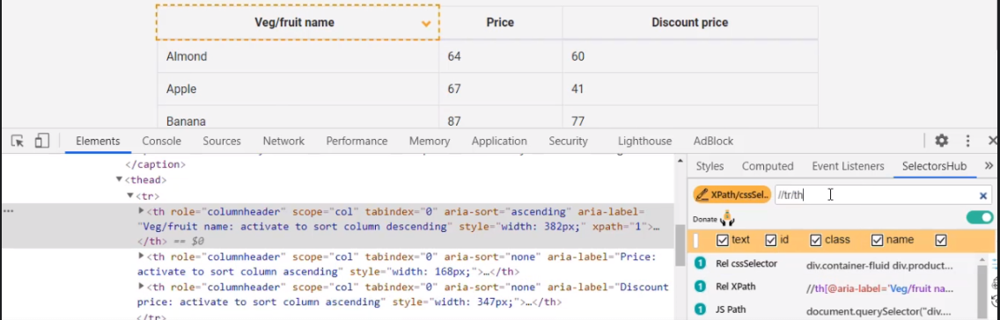 Veg/fruit name Price Discount price
Almond 64 60
Apple 67 41
Banana 87 77
Elements Console Sources Network Performance Memory Application Security Lighthouse AdBlock
</caption>
▼<thead>
▼<tr>
▶<th role="columnheader" scope="col" tabindex="0" aria-sort="ascending" aria-label=
"Veg/fruit name: activate to sort column descending" style="width: 382px;" xpath="1">…
</th> == $0
▶<th role="columnheader" scope="col" tabindex="0" aria-sort="none" aria-label="Price:
activate to sort column ascending" style="width: 168px;">…</th>
▶<th role="columnheader" scope="col" tabindex="0" aria-sort="none" aria-label="Discount
price: activate to sort column ascending" style="width: 347px;">…</th>
</tr>
Styles Computed Event Listeners SelectorsHub »
XPath/cssSel.. //tr/th
Donate
text id class name
1 Rel cssSelector div.container-fluid div.product...
1 Rel XPath //th[@aria-label='Veg/fruit na...
1 JS Path document.querySelector("div....